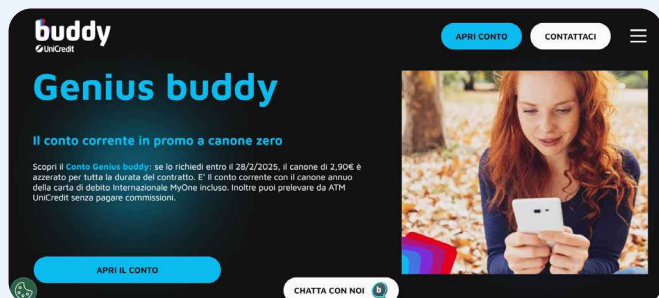 buddy
UniCredit
APRI CONTO
CONTATTACI
Genius buddy
Il conto corrente in promo a canone zero
Scopri il Conto Genius buddy: se lo richiedi entro il 28/2/2025, il canone di 2,90€ è
azzerato per tutta la durata del contratto. E' Il conto corrente con il canone annuo
della carta di debito Internazionale MyOne incluso. Inoltre puoi prelevare da ATM
UniCredit senza pagare commissioni.
APRI IL CONTO
CHATTA CON NOI
b